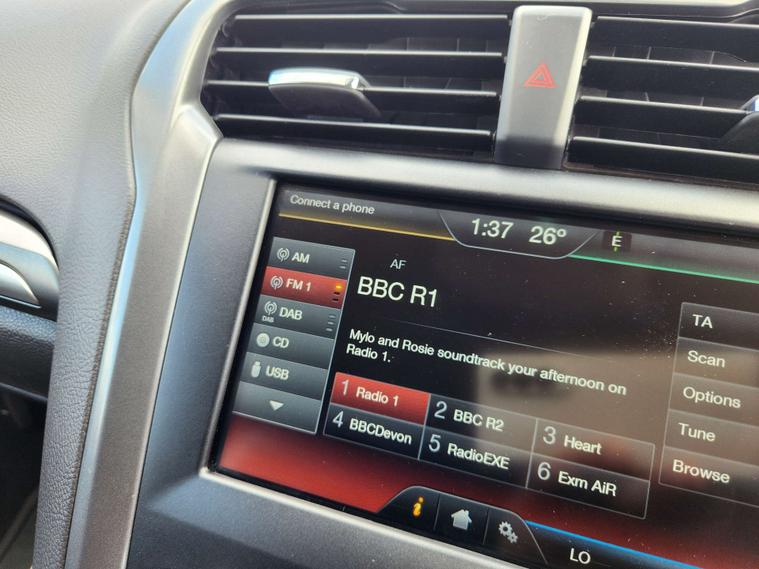 Connect a phone
1:37 26°
E
AM
FM 1
DAB
DAB
CD
USB
AF
BBC R1
Mylo and Rosie soundtrack your afternoon on
Radio 1.
1 Radio 1
2 BBC R2
3 Heart
4 BBCDevon
5 RadioEXE
6 Exm AiR
TA
Scan
Options
Tune
Browse
i
LO